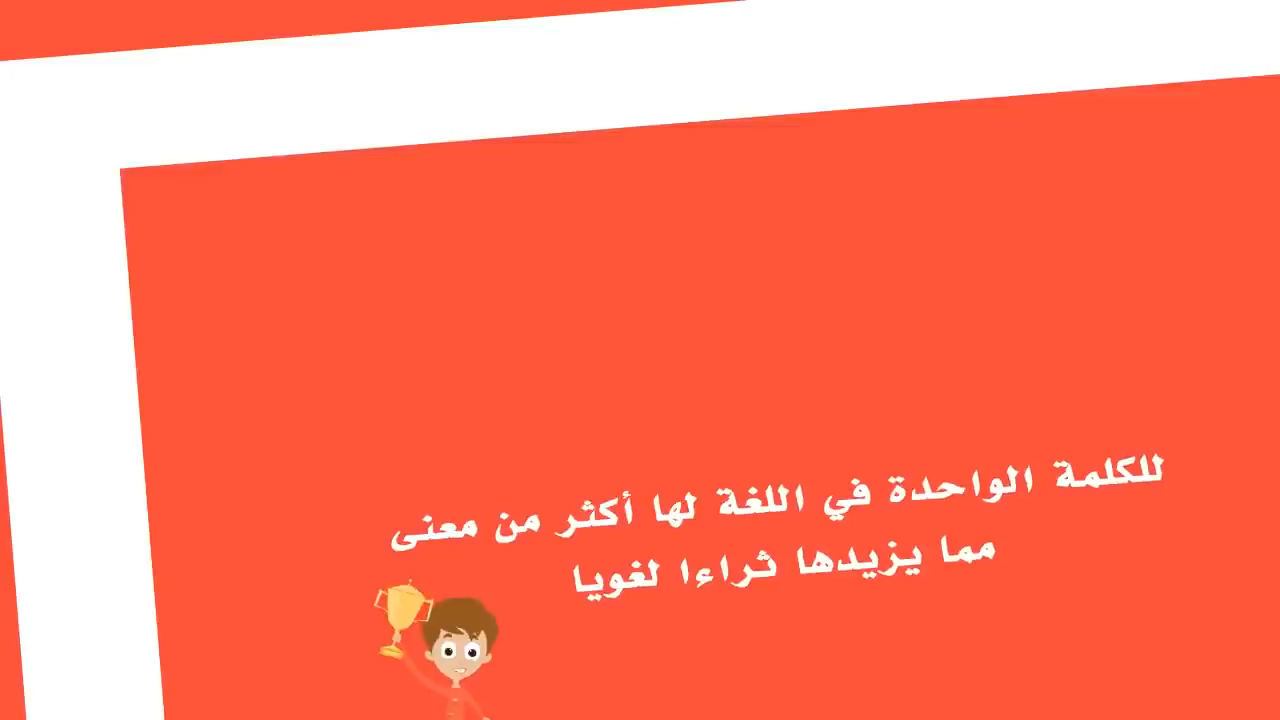 للكلمة الواحدة في اللغة لها أكثر من معنى
مما يزيدها ثراءا لغويا